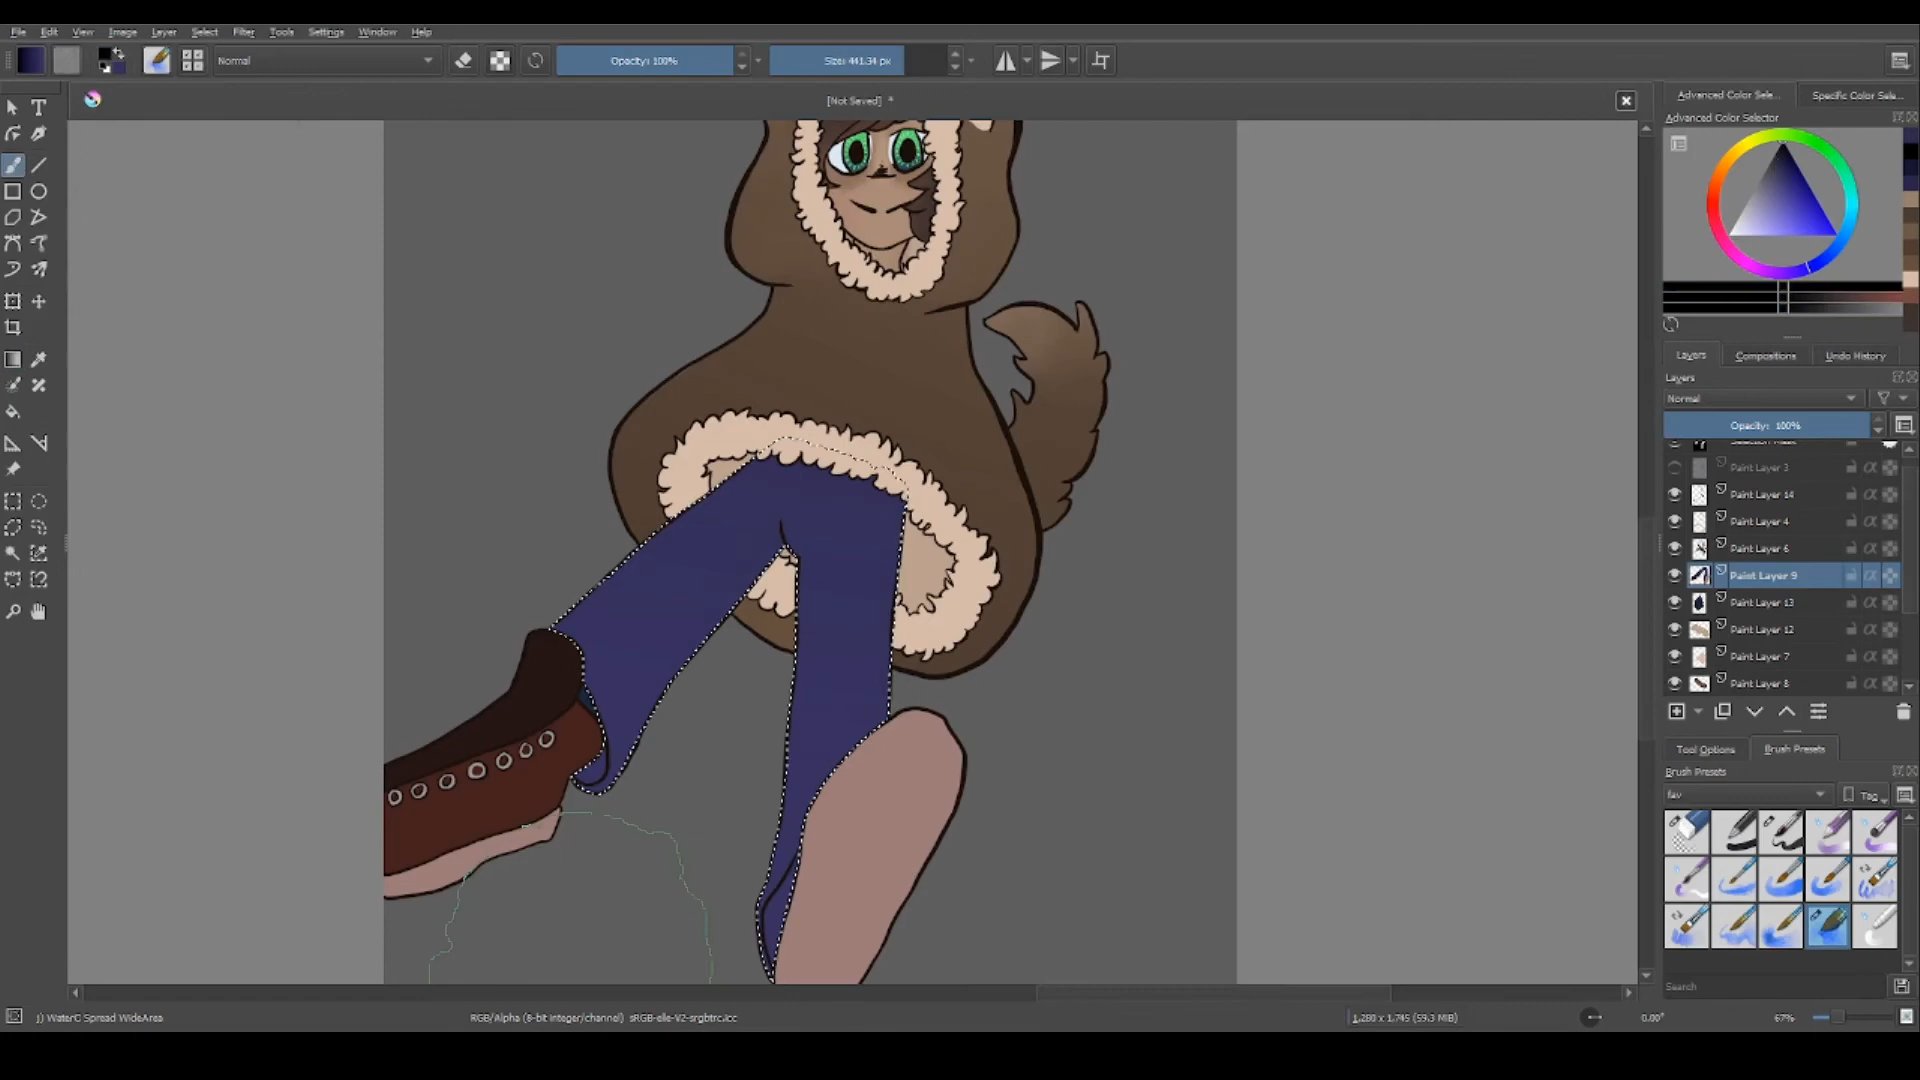 File Edit View Image Layer Select Filter Tools Settings Window Help
Normal Opacity: 100% Size: 441.34 px
[Not Saved] *
Advanced Color Sele... Specific Color Sele...
Advanced Color Selector
Layers Compositions Undo History
Layers
Normal
Opacity: 100%
Paint Layer 3
Paint Layer 14
Paint Layer 4
Paint Layer 6
Paint Layer 9
Paint Layer 13
Paint Layer 12
Paint Layer 7
Paint Layer 8
Tool Options Brush Presets
Brush Presets
fav Tag
Search
j) WaterC Spread WideArea RGB/Alpha (8-bit integer/channel) sRGB-elle-V2-srgbtrc.icc 1,280 x 1,745 (59.3 MiB) 0.00° 67%